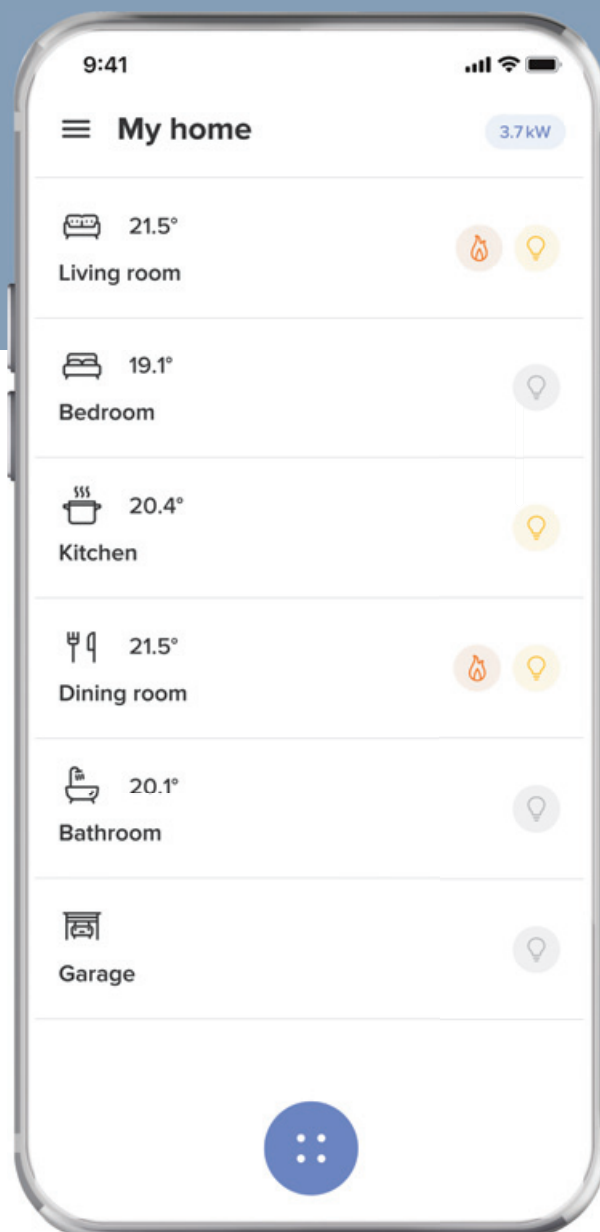 9:41
My home
3.7 kW
21.5°
Living room
19.1°
Bedroom
20.4°
Kitchen
21.5°
Dining room
20.1°
Bathroom
Garage